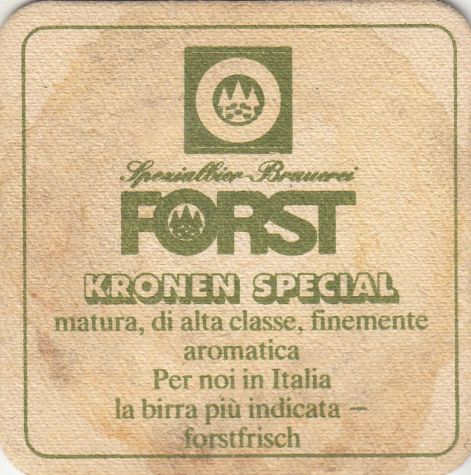 Spezialbier-Brauerei
FORST
KRONEN SPECIAL
matura, di alta classe, finemente
aromatica
Per noi in Italia
la birra più indicata –
forstfrisch